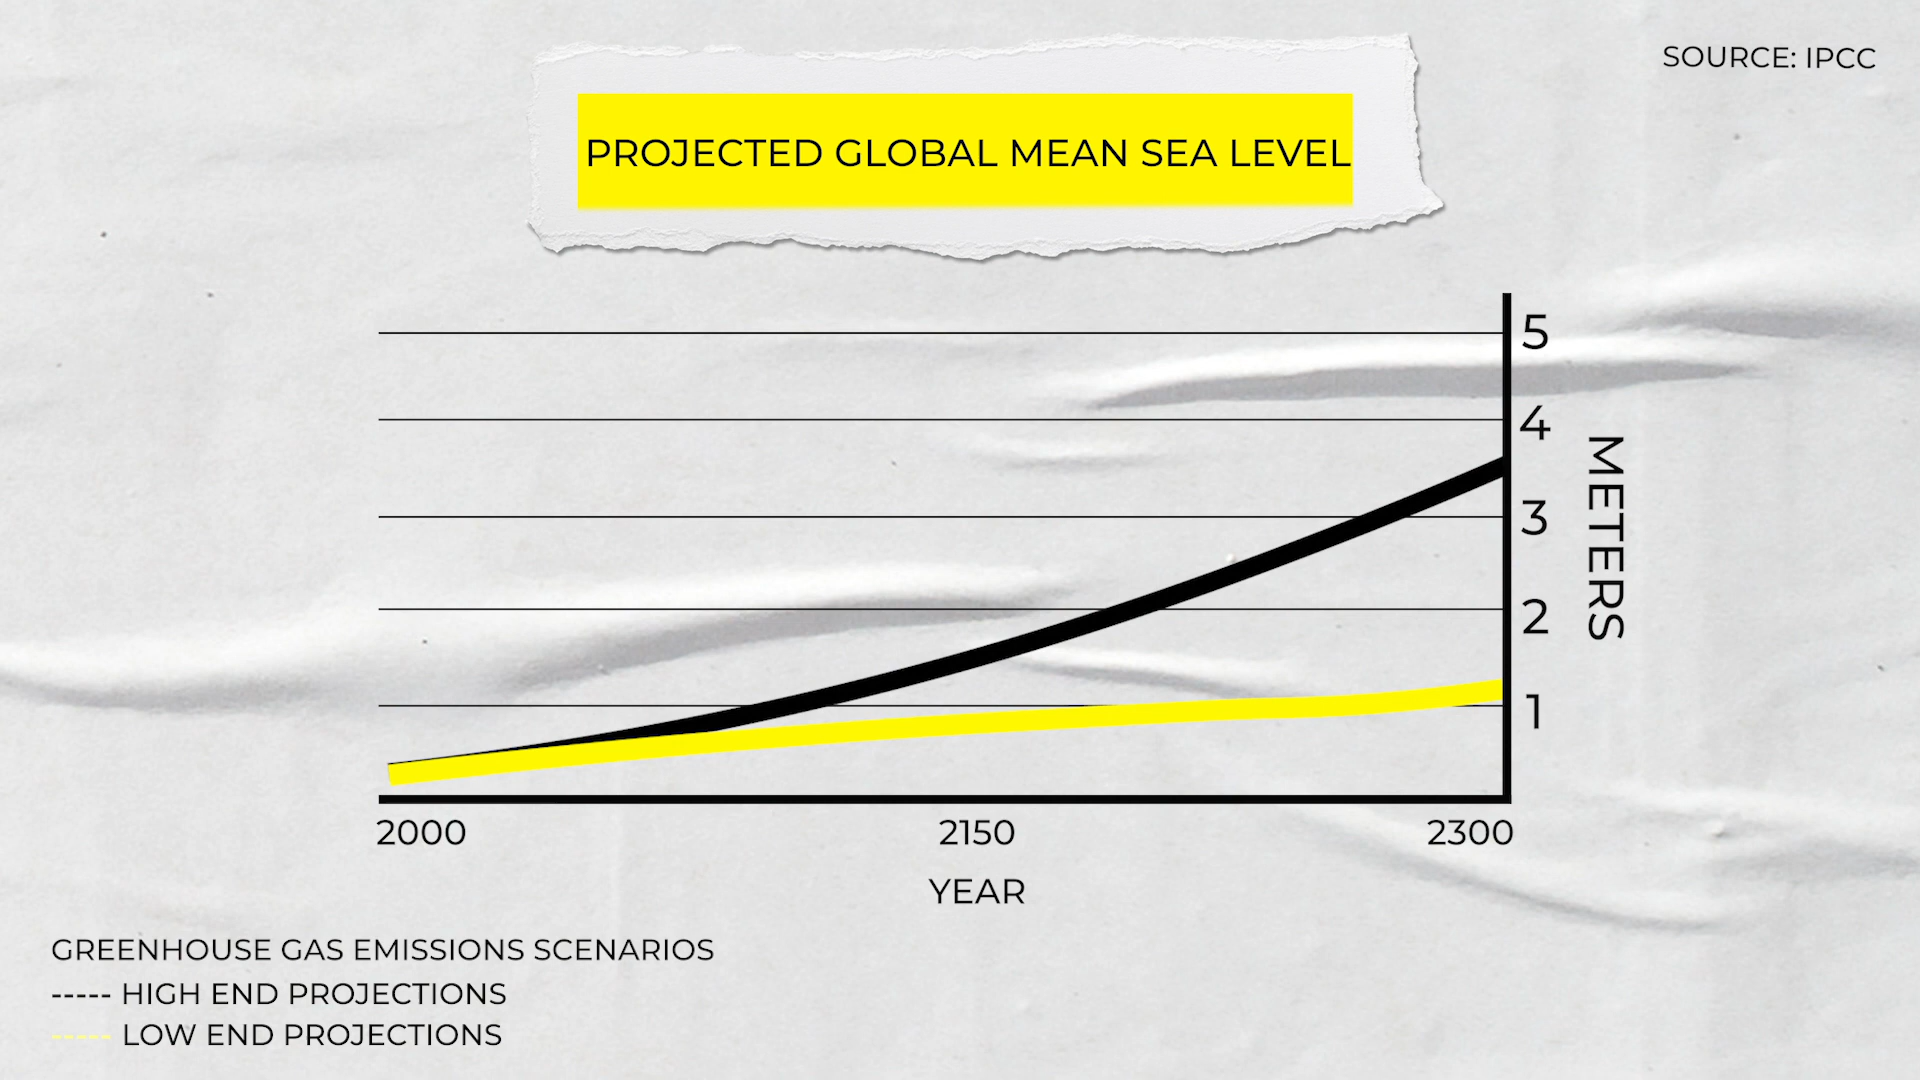 SOURCE: IPCC
PROJECTED GLOBAL MEAN SEA LEVEL
5
4
3
2
1
METERS
2000 2150 2300
YEAR
GREENHOUSE GAS EMISSIONS SCENARIOS
----- HIGH END PROJECTIONS
----- LOW END PROJECTIONS